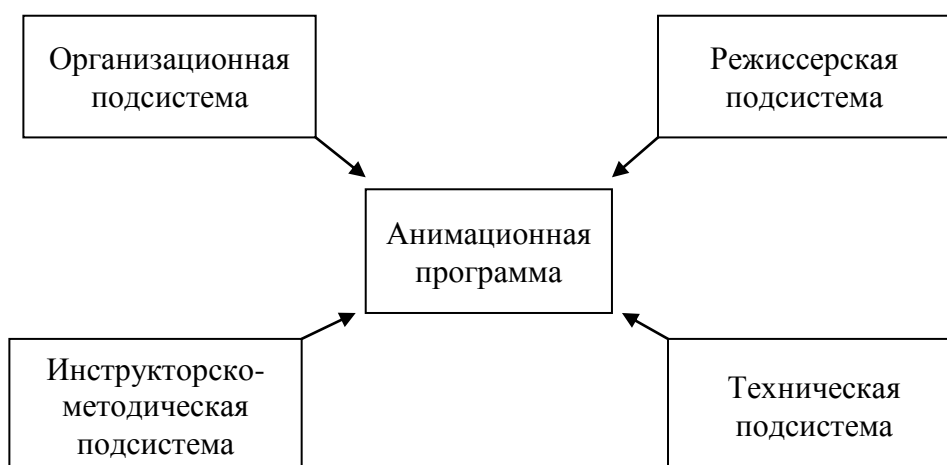 Организационная
подсистема
Режиссерская
подсистема
Анимационная
программа
Инструкторско-
методическая
подсистема
Техническая
подсистема